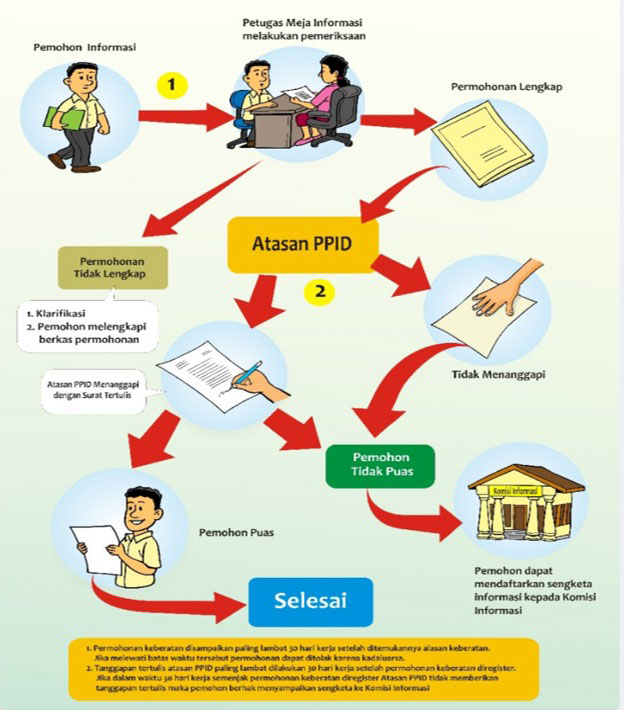 Pemohon Informasi
1
Petugas Meja Informasi
melakukan pemeriksaan
Permohonan Lengkap
Permohonan
Tidak Lengkap
1. Klarifikasi
2. Pemohon melengkapi
berkas permohonan
Atasan PPID
2
Atasan PPID Menanggapi
dengan Surat Tertulis
Tidak Menanggapi
Pemohon
Tidak Puas
Komisi Informasi
Pemohon Puas
Pemohon dapat
mendaftarkan sengketa
informasi kepada Komisi
Informasi
Selesai
1. Permohonan keberatan disampaikan paling lambat 30 hari kerja setelah ditemukannya alasan keberatan.
Jika melewati batas waktu tersebut permohonan dapat ditolak karena kadaluarsa.
2. Tanggapan tertulis atasan PPID paling lambat dilakukan 30 hari kerja setelah permohonan keberatan diregister.
Jika dalam waktu 30 hari kerja semenjak permohonan keberatan diregister Atasan PPID tidak memberikan
tanggapan tertulis maka pemohon berhak menyampaikan sengketa ke Komisi Informasi